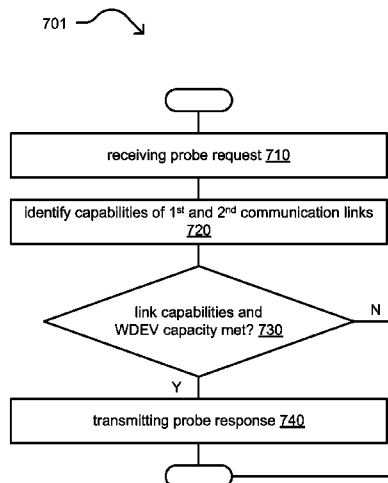 701
receiving probe request 710
identify capabilities of 1st and 2nd communication links
720
link capabilities and
WDEV capacity met? 730
N
Y
transmitting probe response 740